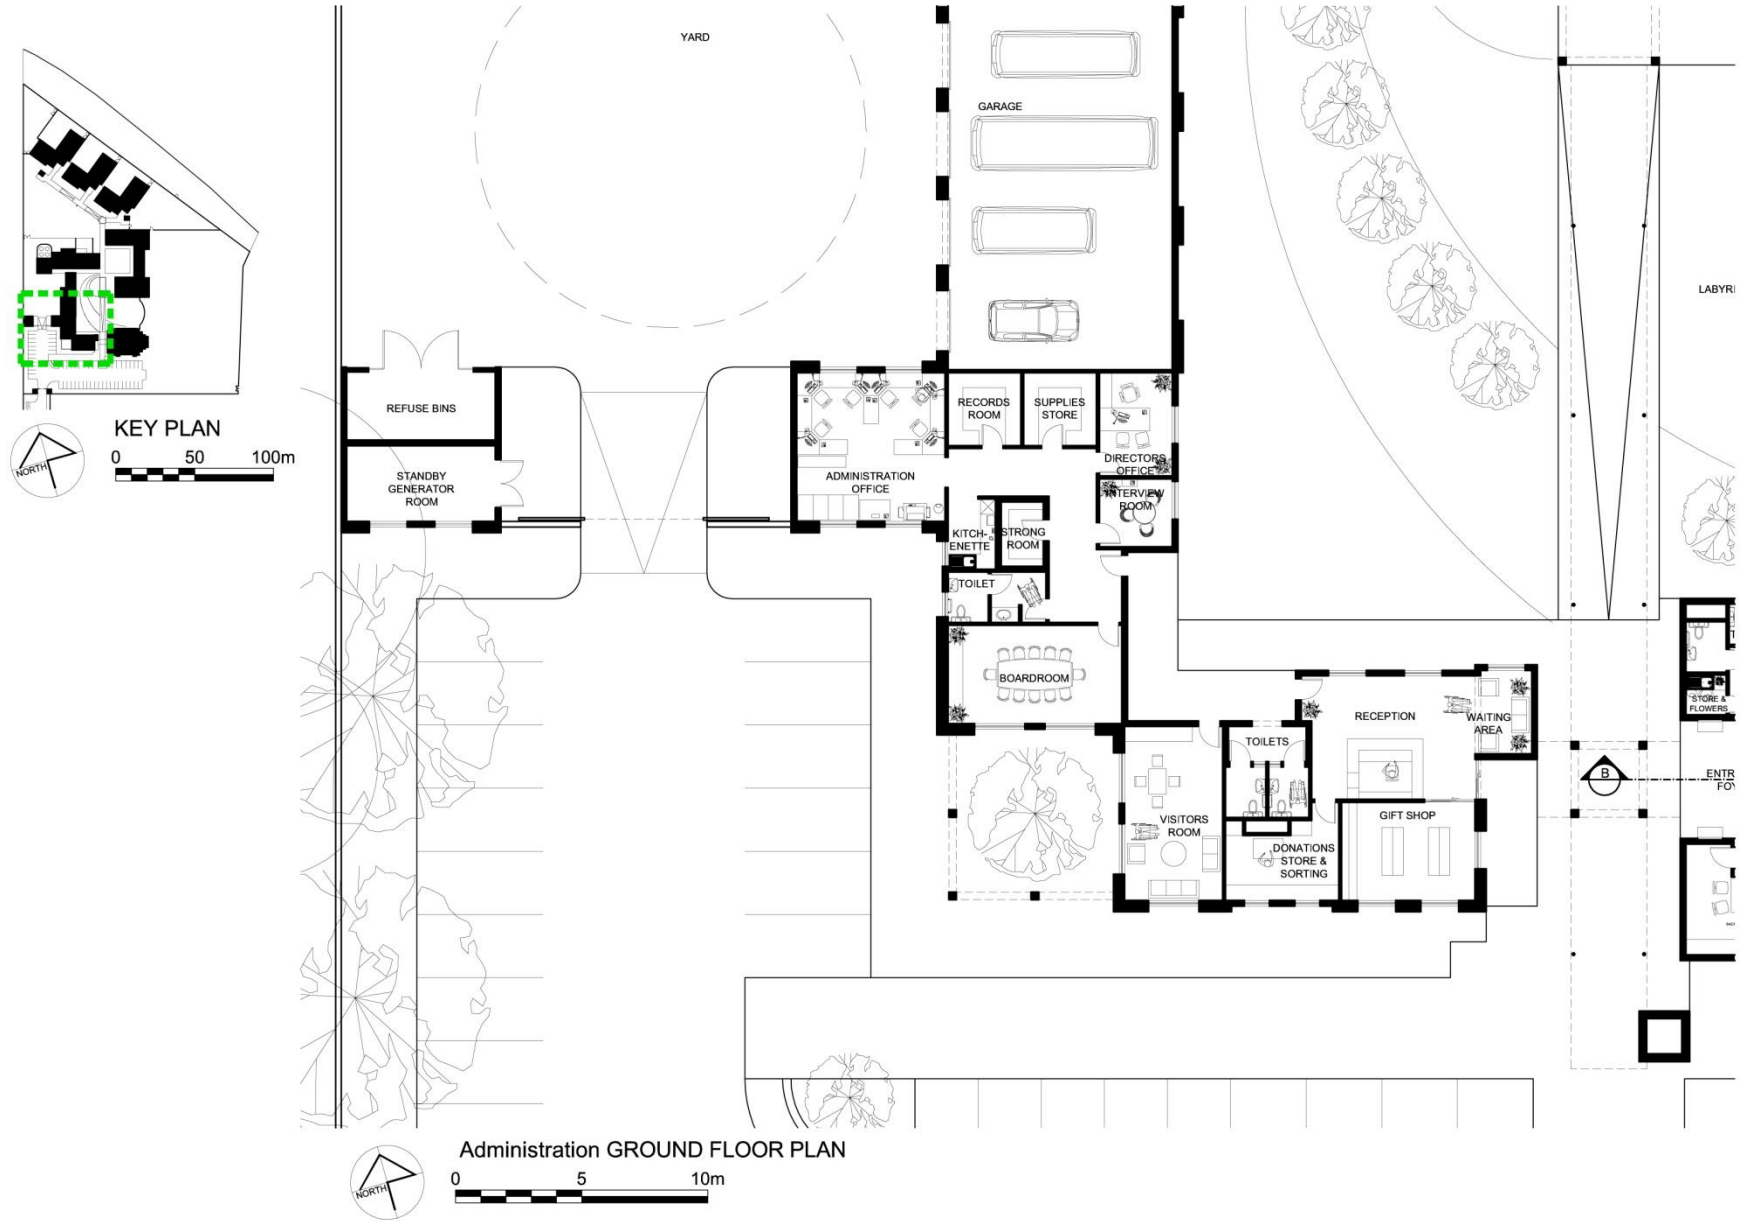 YARD
GARAGE
LABYRI
KEY PLAN
0 50 100m
NORTH
REFUSE BINS
STANDBY
GENERATOR
ROOM
ADMINISTRATION
OFFICE
RECORDS
ROOM
SUPPLIES
STORE
DIRECTORS
OFFICE
INTERVIEW
ROOM
KITCH-
ENETTE
STRONG
ROOM
TOILET
BOARDROOM
RECEPTION
WAITING
AREA
TOILETS
VISITORS
ROOM
DONATIONS
STORE &
SORTING
GIFT SHOP
STORE &
FLOWERS
B
ENTR
FOY
Administration GROUND FLOOR PLAN
0 5 10m
NORTH